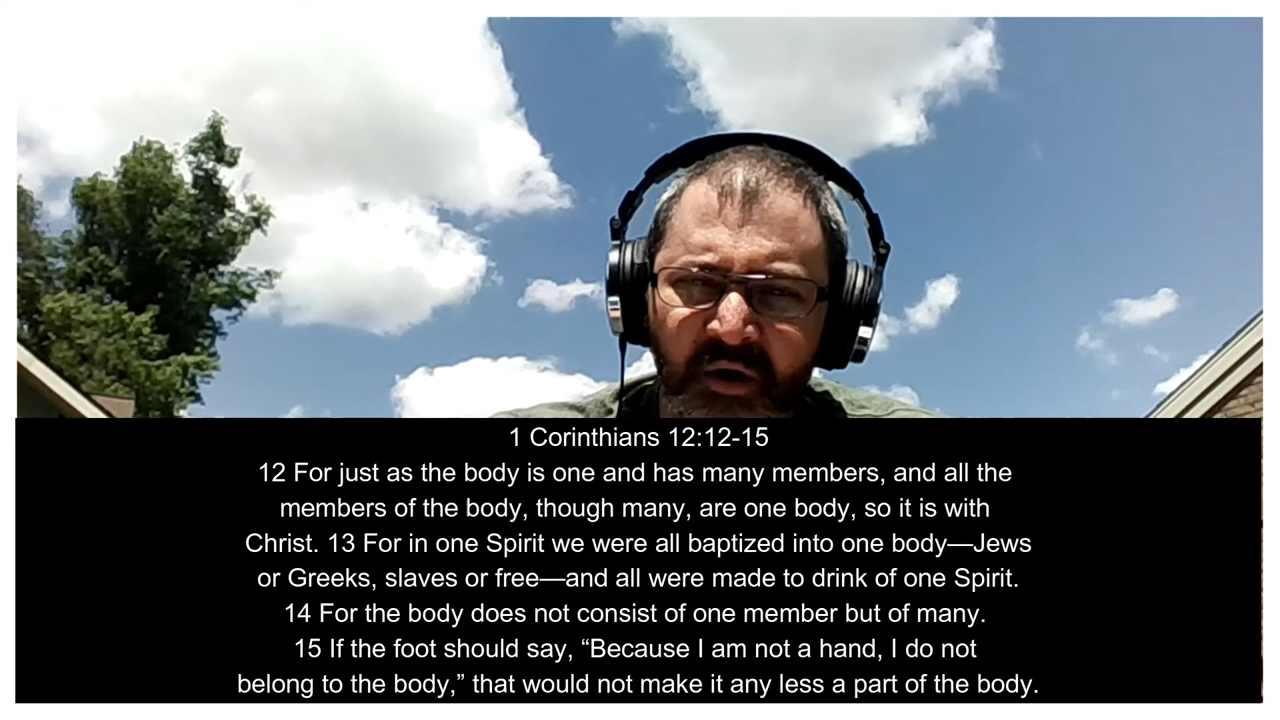 1 Corinthians 12:12-15
12 For just as the body is one and has many members, and all the
members of the body, though many, are one body, so it is with
Christ. 13 For in one Spirit we were all baptized into one body—Jews
or Greeks, slaves or free—and all were made to drink of one Spirit.
14 For the body does not consist of one member but of many.
15 If the foot should say, “Because I am not a hand, I do not
belong to the body,” that would not make it any less a part of the body.